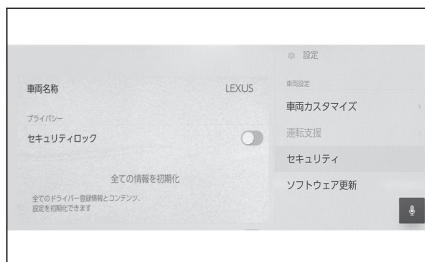 設定
車両名称 LEXUS
プライバシー
セキュリティロック
全ての情報を初期化
全てのドライバー登録情報とコンテンツ、
設定を初期化できます
車両設定
車両カスタマイズ
運転支援
セキュリティ
ソフトウェア更新